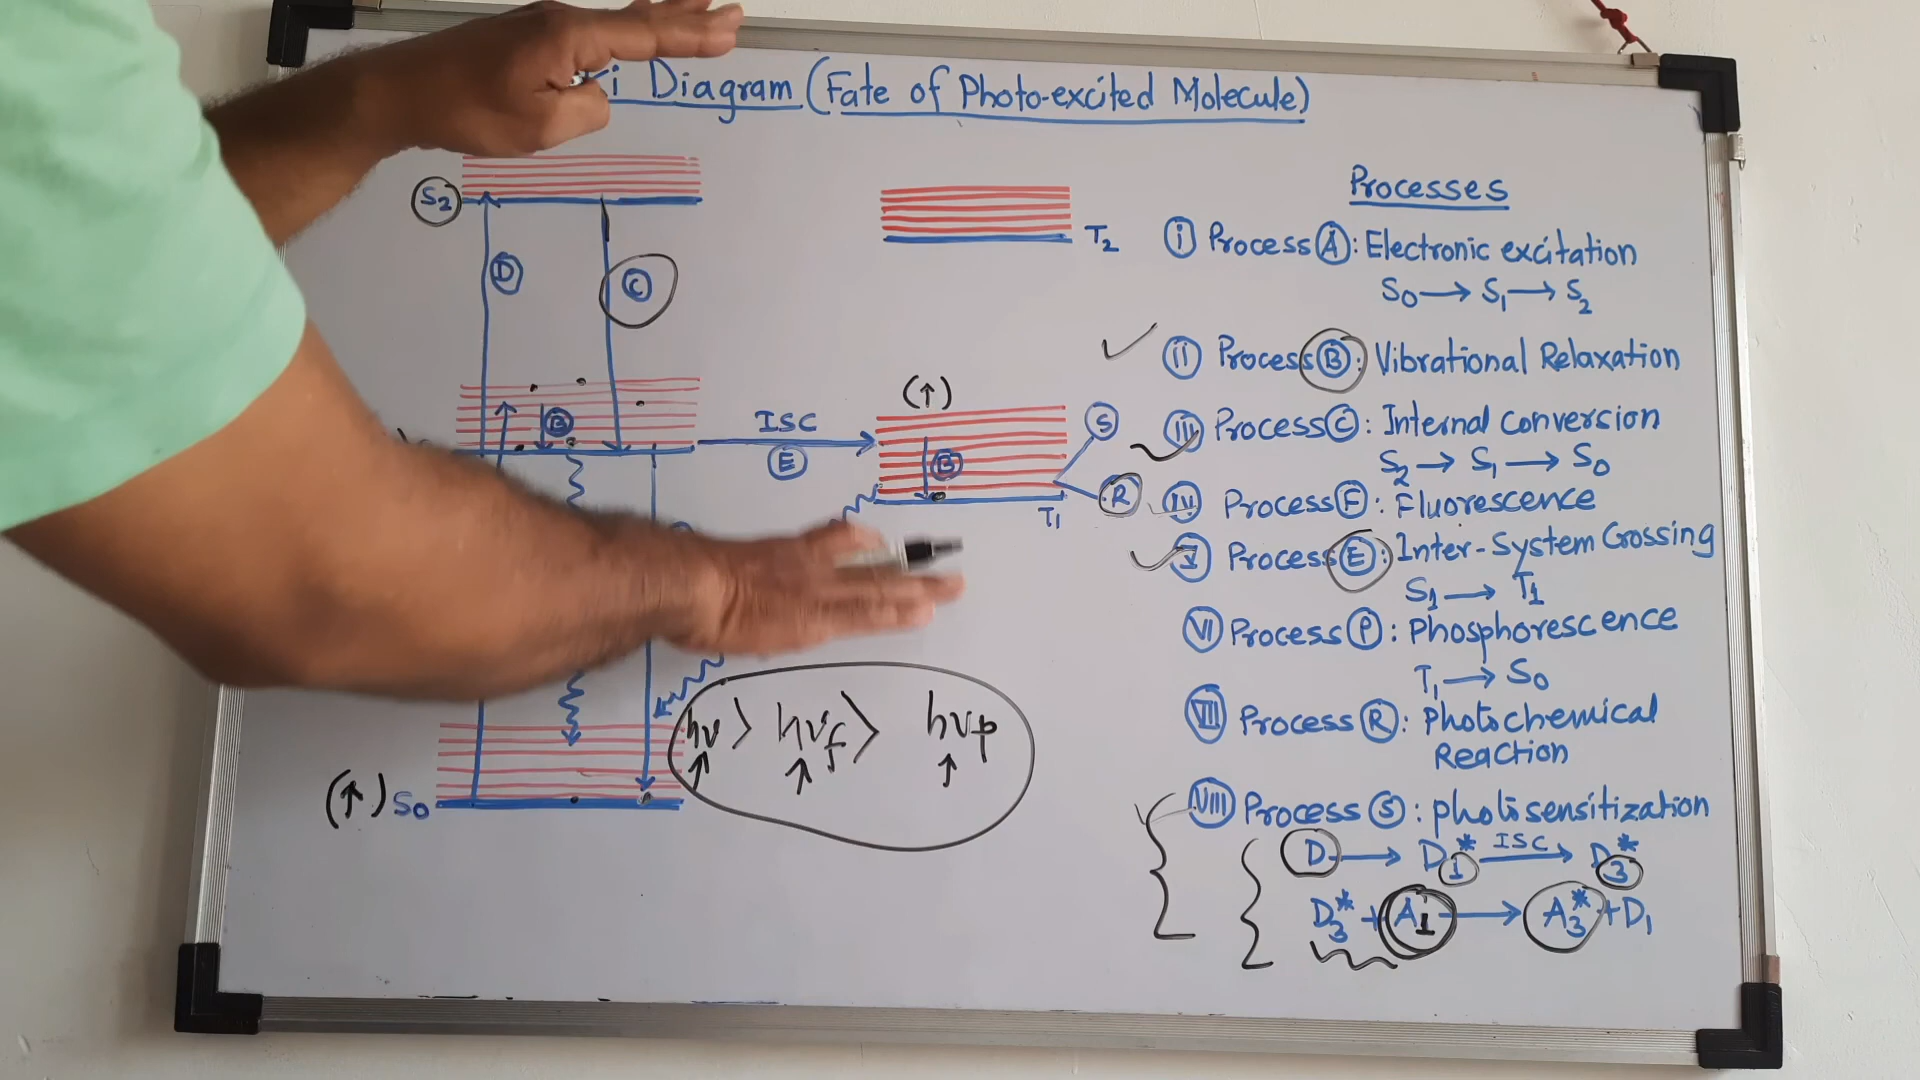 ki Diagram (Fate of Photo-excited Molecule)
S2
D
C
T2
B
ISC
E
(↑)
B
S
R
T1
hν > hνf > hνp
↑ ↑ ↑
(↑) S0
Processes
(i) Process (A): Electronic excitation
S0 → S1 → S2
✓ (ii) Process (B): Vibrational Relaxation
(iii) Process (C): Internal Conversion
S2 → S1 → S0
(iv) Process (F): Fluorescence
(V) Process (E): Inter-System Crossing
S1 → T1
(VI) Process (P): Phosphorescence
T1 → S0
(VII) Process (R): Photochemical
Reaction
(VIII) Process (S): photosensitization
D → D1* ISC→ D3*
D3* + A1 → A3* + D1